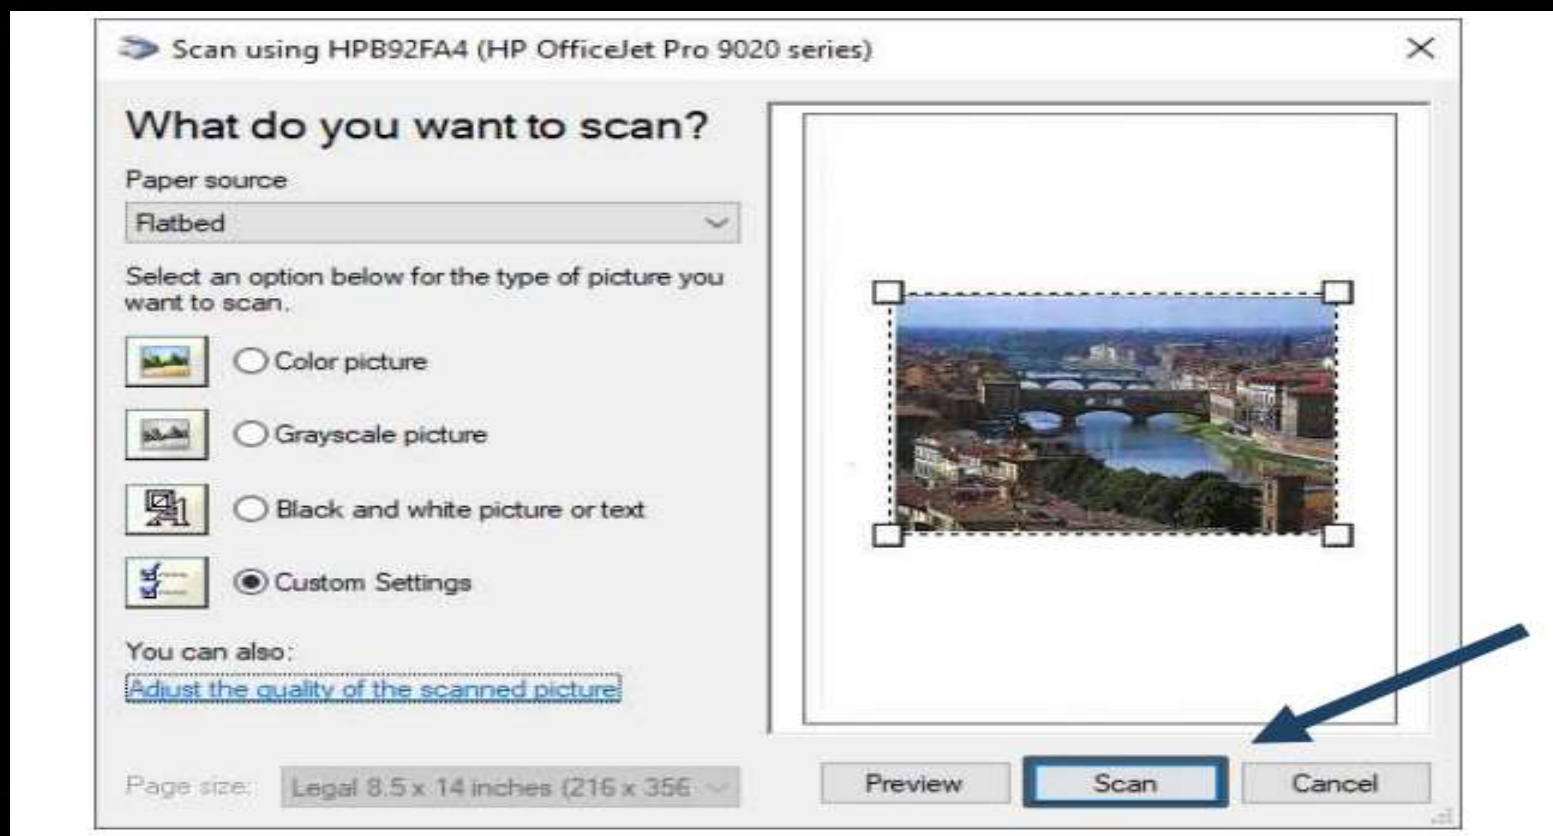 Scan using HPB92FA4 (HP OfficeJet Pro 9020 series)
What do you want to scan?
Paper source
Flatbed
Select an option below for the type of picture you
want to scan.
Color picture
Grayscale picture
Black and white picture or text
Custom Settings
You can also:
Adjust the quality of the scanned picture
Page size:
Legal 8.5 x 14 inches (216 x 356
Preview
Scan
Cancel